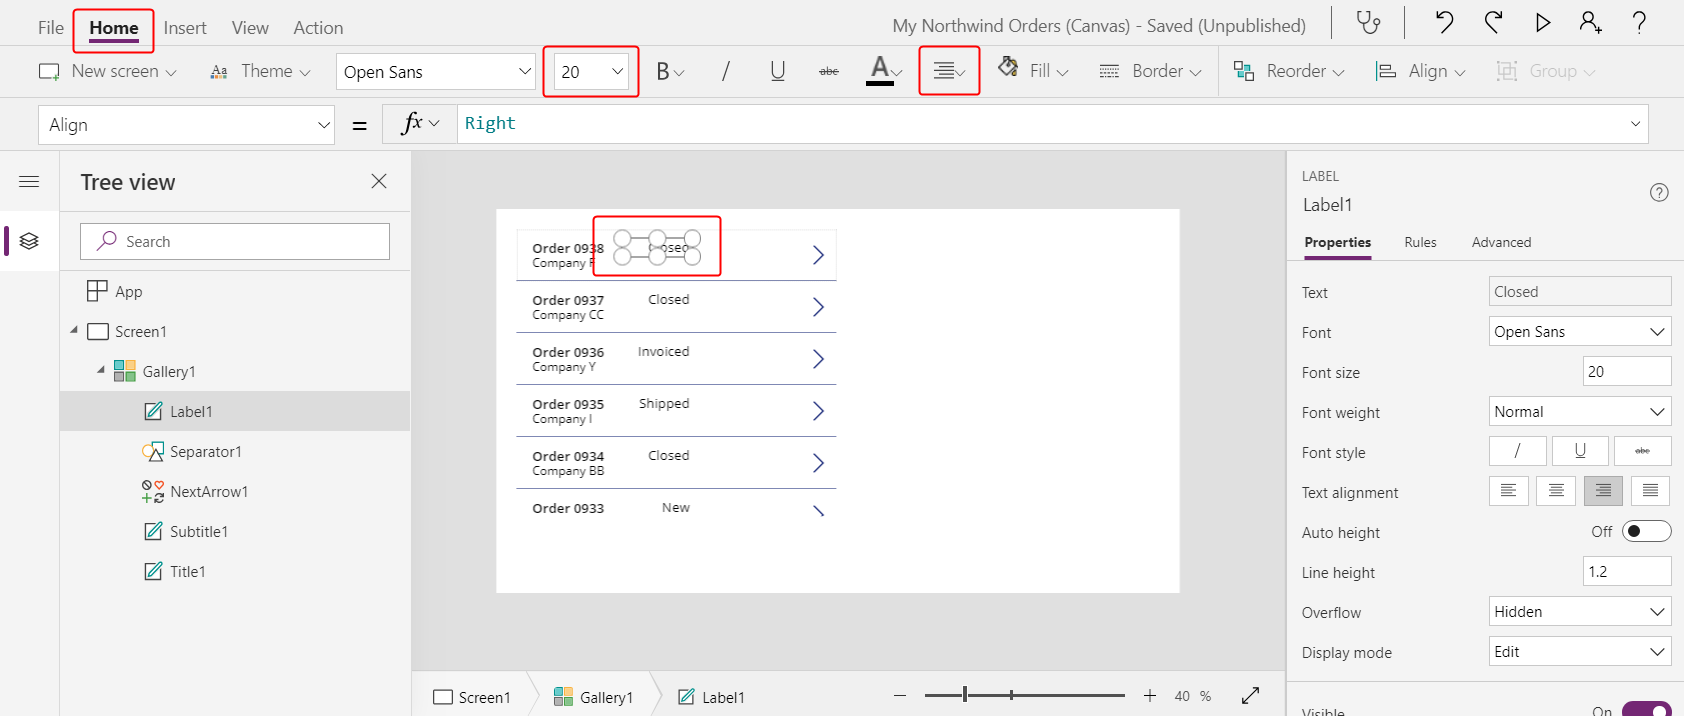 File Home Insert View Action My Northwind Orders (Canvas) - Saved (Unpublished) ?
New screen Aa Theme Open Sans 20 B / U abc A Fill Border Reorder Align Group
Align = fx Right
Tree view
Search
App
Screen1
Gallery1
Label1
Separator1
NextArrow1
Subtitle1
Title1
Order 0938 Closed
Company F
Order 0937 Closed
Company CC
Order 0936 Invoiced
Company Y
Order 0935 Shipped
Company I
Order 0934 Closed
Company BB
Order 0933 New
Screen1 Gallery1 Label1 40 %
LABEL
Label1 ?
Properties Rules Advanced
Text Closed
Font Open Sans
Font size 20
Font weight Normal
Font style / U abc
Text alignment
Auto height Off
Line height 1.2
Overflow Hidden
Display mode Edit
Visible On